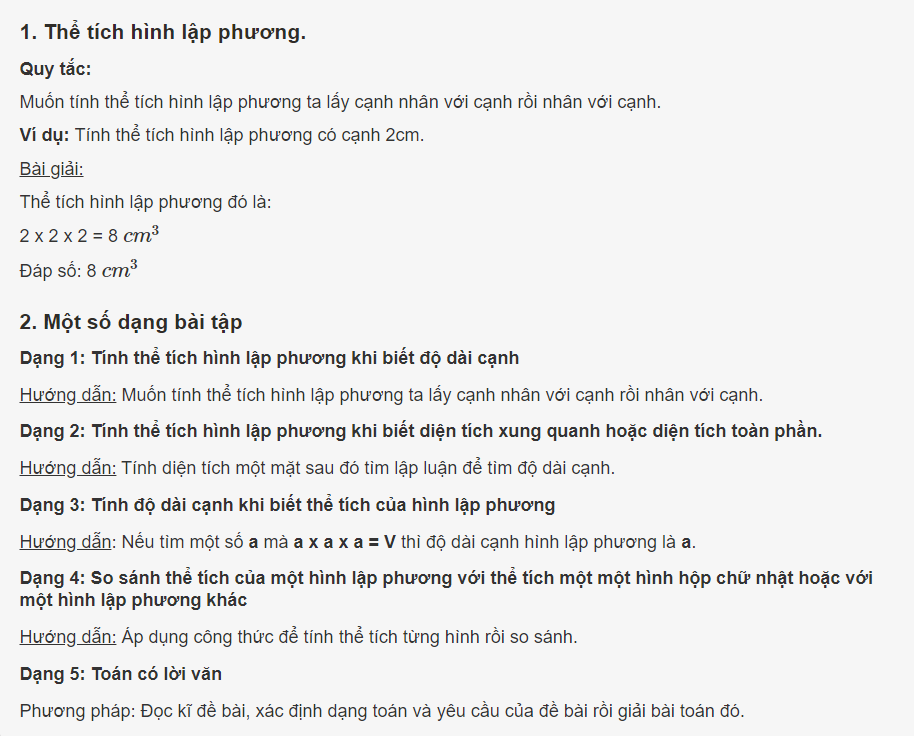 1. Thể tích hình lập phương.
Quy tắc:
Muốn tính thể tích hình lập phương ta lấy cạnh nhân với cạnh rồi nhân với cạnh.
Ví dụ: Tính thể tích hình lập phương có cạnh 2cm.
Bài giải:
Thể tích hình lập phương đó là:
2 x 2 x 2 = 8 cm³
Đáp số: 8 cm³
2. Một số dạng bài tập
Dạng 1: Tính thể tích hình lập phương khi biết độ dài cạnh
Hướng dẫn: Muốn tính thể tích hình lập phương ta lấy cạnh nhân với cạnh rồi nhân với cạnh.
Dạng 2: Tính thể tích hình lập phương khi biết diện tích xung quanh hoặc diện tích toàn phần.
Hướng dẫn: Tính diện tích một mặt sau đó tìm lập luận để tìm độ dài cạnh.
Dạng 3: Tính độ dài cạnh khi biết thể tích của hình lập phương
Hướng dẫn: Nếu tìm một số a mà a x a x a = V thì độ dài cạnh hình lập phương là a.
Dạng 4: So sánh thể tích của một hình lập phương với thể tích một một hình hộp chữ nhật hoặc với
một hình lập phương khác
Hướng dẫn: Áp dụng công thức để tính thể tích từng hình rồi so sánh.
Dạng 5: Toán có lời văn
Phương pháp: Đọc kĩ đề bài, xác định dạng toán và yêu cầu của đề bài rồi giải bài toán đó.